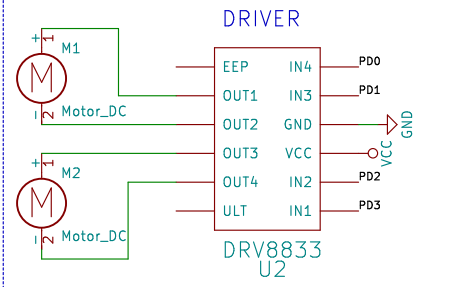 DRIVER
+ 1 M1
M
- 2 Motor_DC
+ 1 M2
M
- 2 Motor_DC
EEP IN4 PD0
OUT1 IN3 PD1
OUT2 GND GND
OUT3 VCC VCC
OUT4 IN2 PD2
ULT IN1 PD3
DRV8833
U2